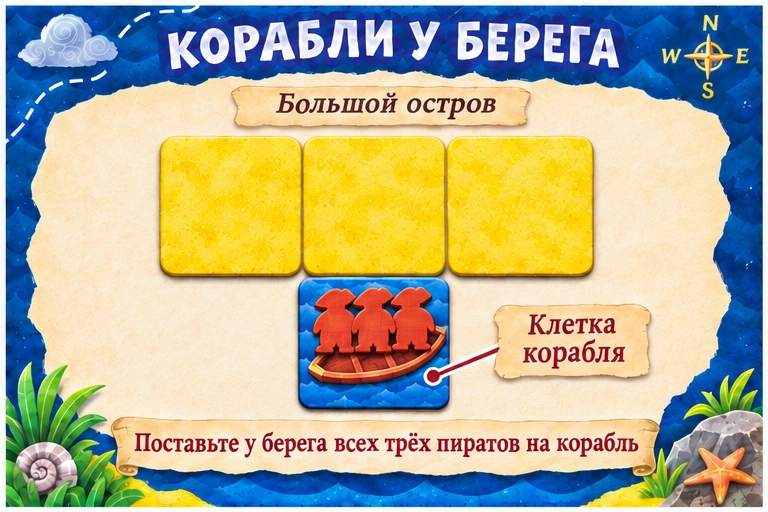 КОРАБЛИ У БЕРЕГА
N
W E
S
Большой остров
Клетка
корабля
Поставьте у берега всех трёх пиратов на корабль